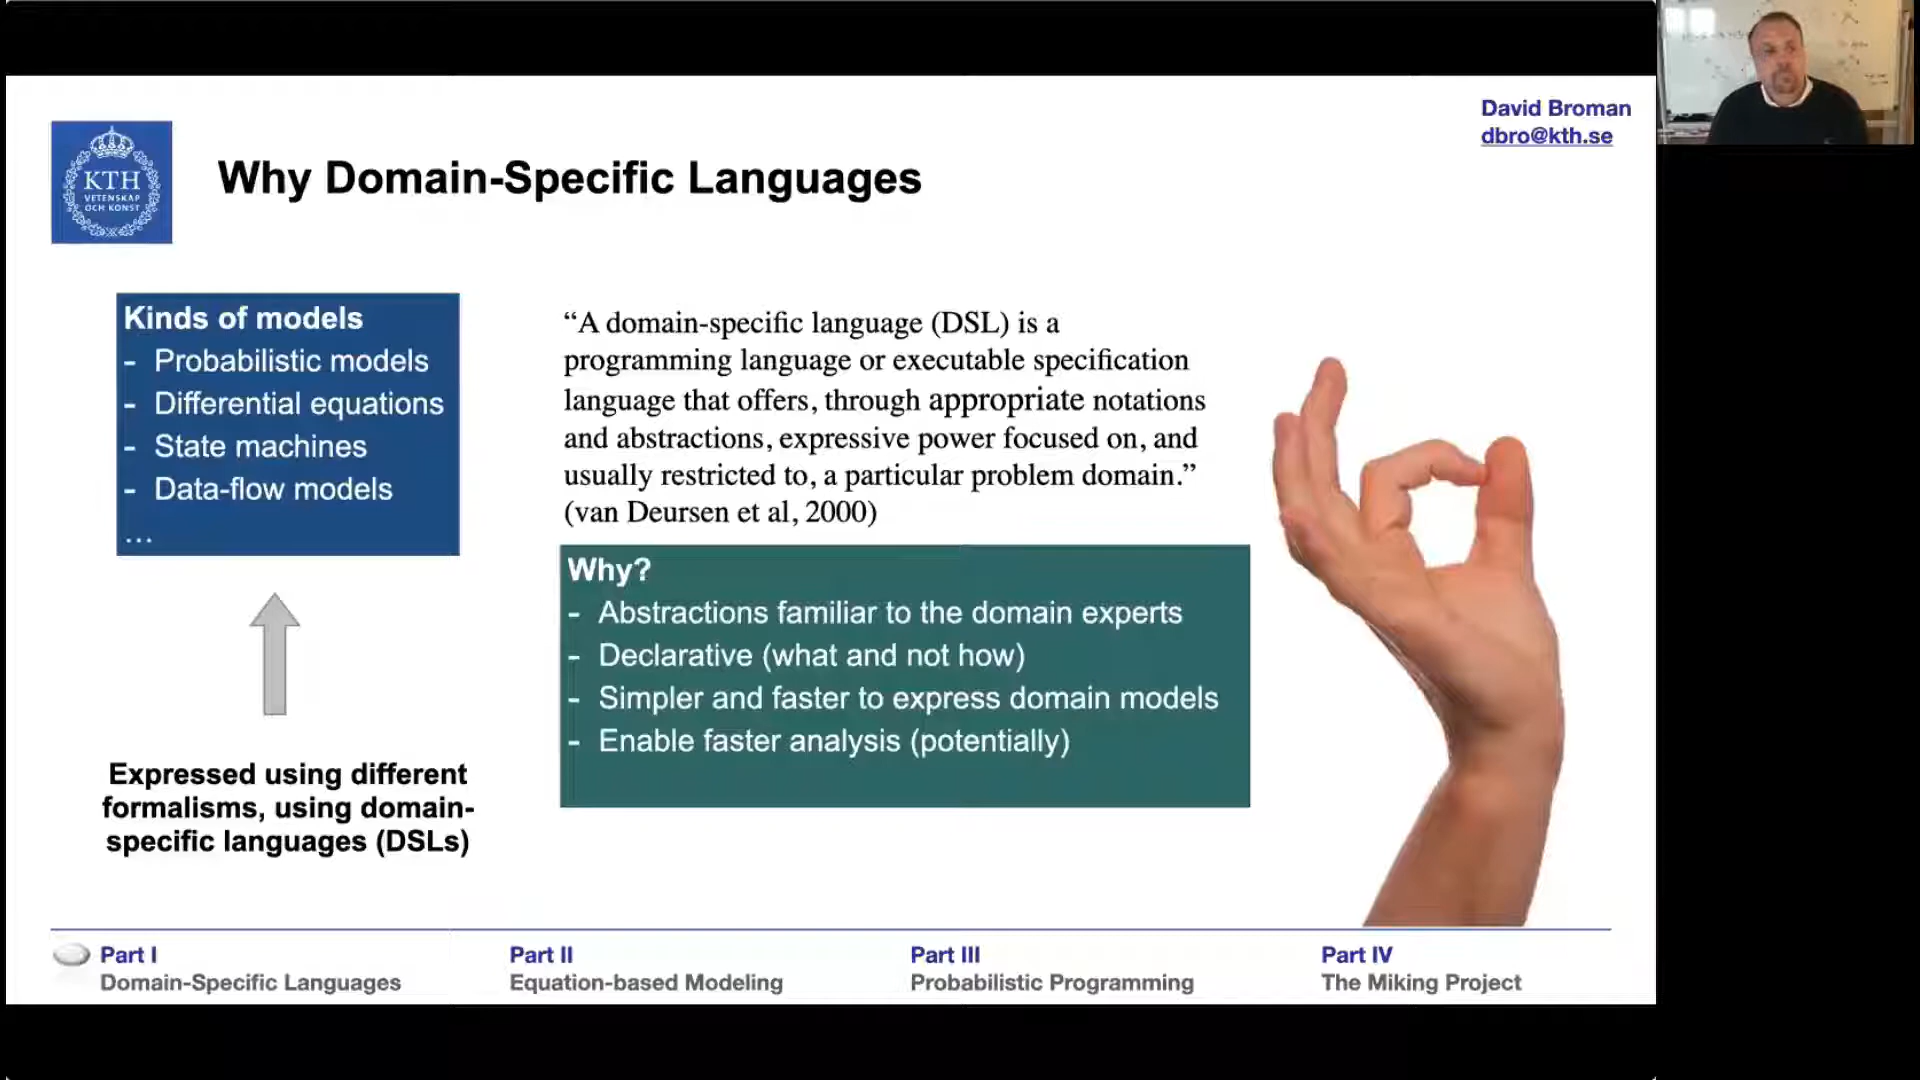 David Broman
dbro@kth.se
KTH
VETENSKAP
OCH KONST
Why Domain-Specific Languages
Kinds of models
- Probabilistic models
- Differential equations
- State machines
- Data-flow models
...
Expressed using different
formalisms, using domain-
specific languages (DSLs)
“A domain-specific language (DSL) is a
programming language or executable specification
language that offers, through appropriate notations
and abstractions, expressive power focused on, and
usually restricted to, a particular problem domain.”
(van Deursen et al, 2000)
Why?
- Abstractions familiar to the domain experts
- Declarative (what and not how)
- Simpler and faster to express domain models
- Enable faster analysis (potentially)
Part I
Domain-Specific Languages
Part II
Equation-based Modeling
Part III
Probabilistic Programming
Part IV
The Miking Project